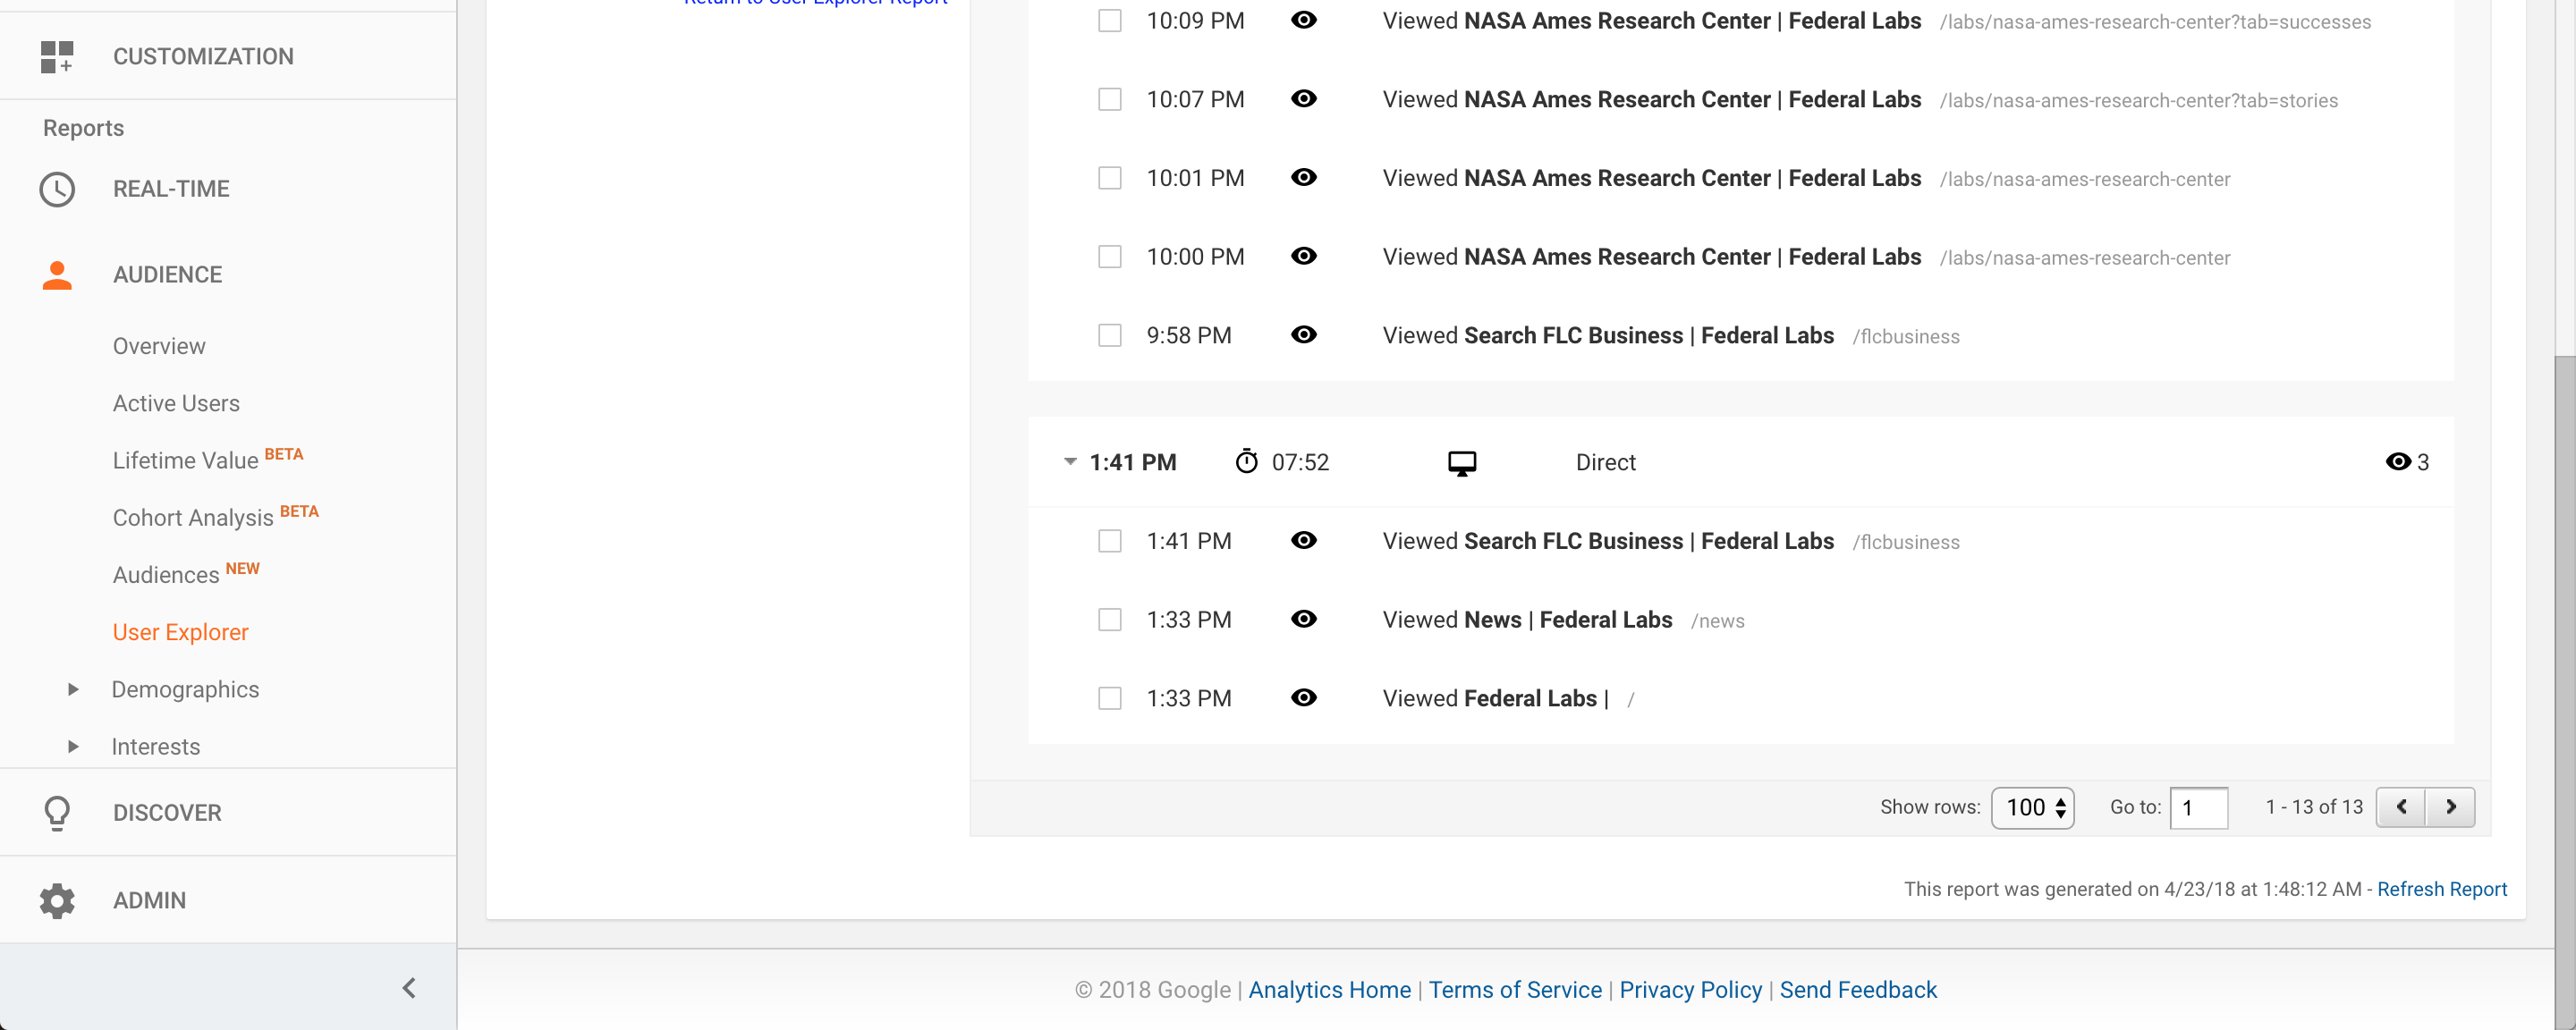 Return to User Explorer Report
CUSTOMIZATION
Reports
REAL-TIME
AUDIENCE
Overview
Active Users
Lifetime Value BETA
Cohort Analysis BETA
Audiences NEW
User Explorer
Demographics
Interests
DISCOVER
ADMIN
10:09 PM Viewed NASA Ames Research Center | Federal Labs /labs/nasa-ames-research-center?tab=successes
10:07 PM Viewed NASA Ames Research Center | Federal Labs /labs/nasa-ames-research-center?tab=stories
10:01 PM Viewed NASA Ames Research Center | Federal Labs /labs/nasa-ames-research-center
10:00 PM Viewed NASA Ames Research Center | Federal Labs /labs/nasa-ames-research-center
9:58 PM Viewed Search FLC Business | Federal Labs /flcbusiness
1:41 PM 07:52 Direct 3
1:41 PM Viewed Search FLC Business | Federal Labs /flcbusiness
1:33 PM Viewed News | Federal Labs /news
1:33 PM Viewed Federal Labs | /
Show rows: 100 Go to: 1 1 - 13 of 13
This report was generated on 4/23/18 at 1:48:12 AM - Refresh Report
© 2018 Google | Analytics Home | Terms of Service | Privacy Policy | Send Feedback